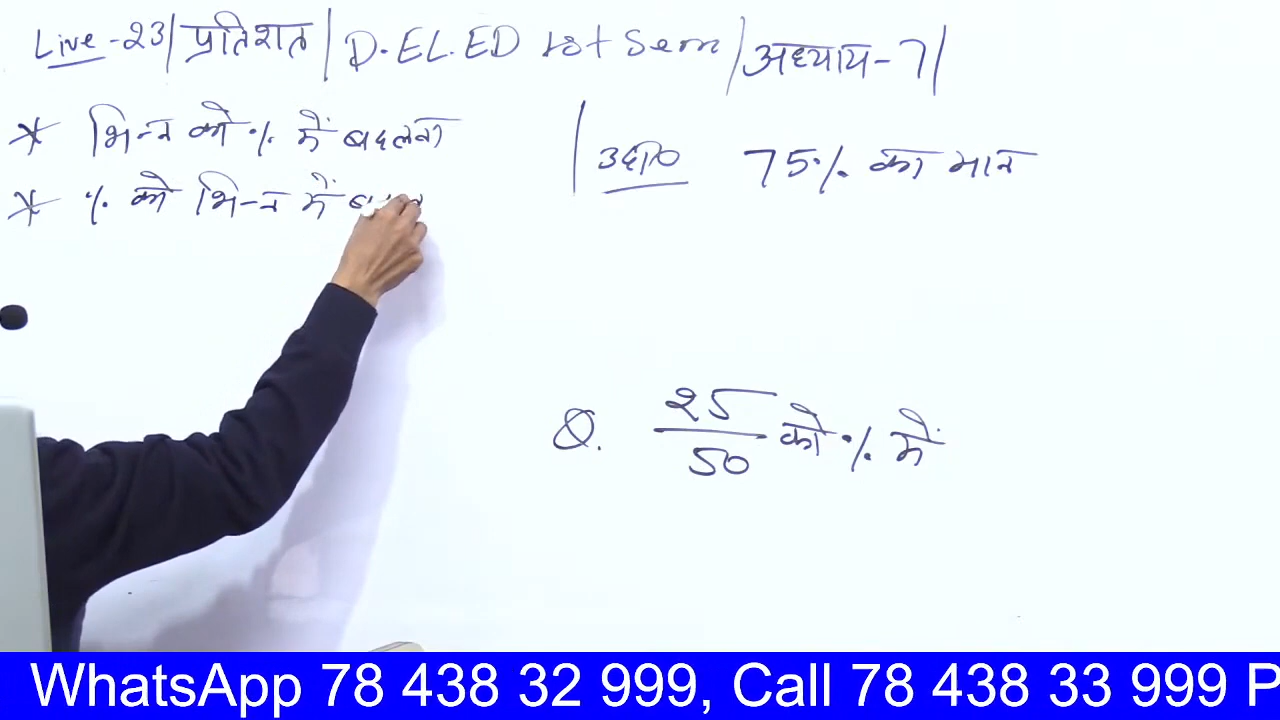 Live-23|प्रतिशत|D.EL.ED 1st Sem|अध्याय-7|
* भिन्न को % में बदलना
* % को भिन्न में
उदा० 75% का मान
Q. 25/50 को % में
WhatsApp 78 438 32 999, Call 78 438 33 999 P